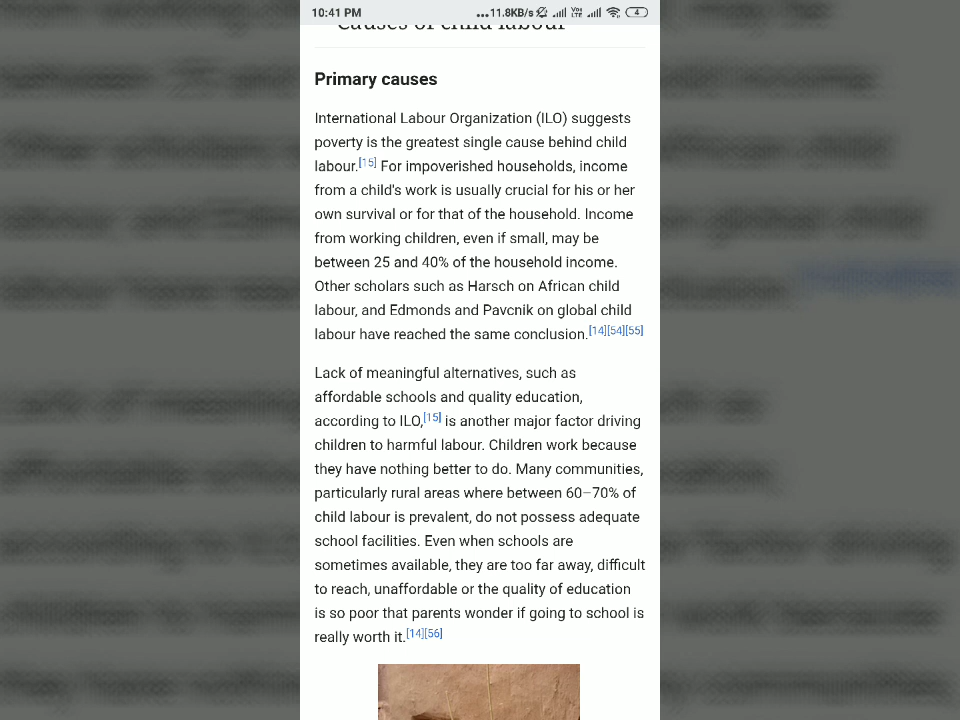 10:41 PM
...11.8KB/s
Vo)
LTE
4
Causes of child labour
Primary causes
International Labour Organization (ILO) suggests
poverty is the greatest single cause behind child
labour.[15] For impoverished households, income
from a child's work is usually crucial for his or her
own survival or for that of the household. Income
from working children, even if small, may be
between 25 and 40% of the household income.
Other scholars such as Harsch on African child
labour, and Edmonds and Pavcnik on global child
labour have reached the same conclusion.[14][54][55]
Lack of meaningful alternatives, such as
affordable schools and quality education,
according to ILO,[15] is another major factor driving
children to harmful labour. Children work because
they have nothing better to do. Many communities,
particularly rural areas where between 60–70% of
child labour is prevalent, do not possess adequate
school facilities. Even when schools are
sometimes available, they are too far away, difficult
to reach, unaffordable or the quality of education
is so poor that parents wonder if going to school is
really worth it.[14][56]